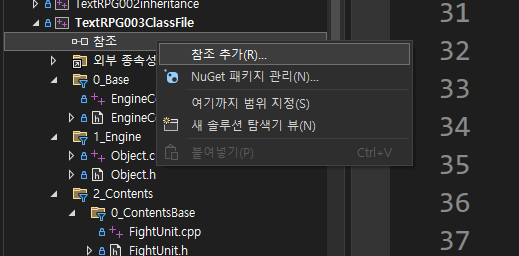 TextRPG002Inheritance
TextRPG003ClassFile
참조
외부 종속성
0_Base
EngineCo
EngineCo
1_Engine
Object.c
Object.h
2_Contents
0_ContentsBase
FightUnit.cpp
FightUnit.h
참조 추가(R)...
NuGet 패키지 관리(N)...
여기까지 범위 지정(S)
새 솔루션 탐색기 뷰(N)
붙여넣기(P) Ctrl+V
31
32
33
34
35
36
37